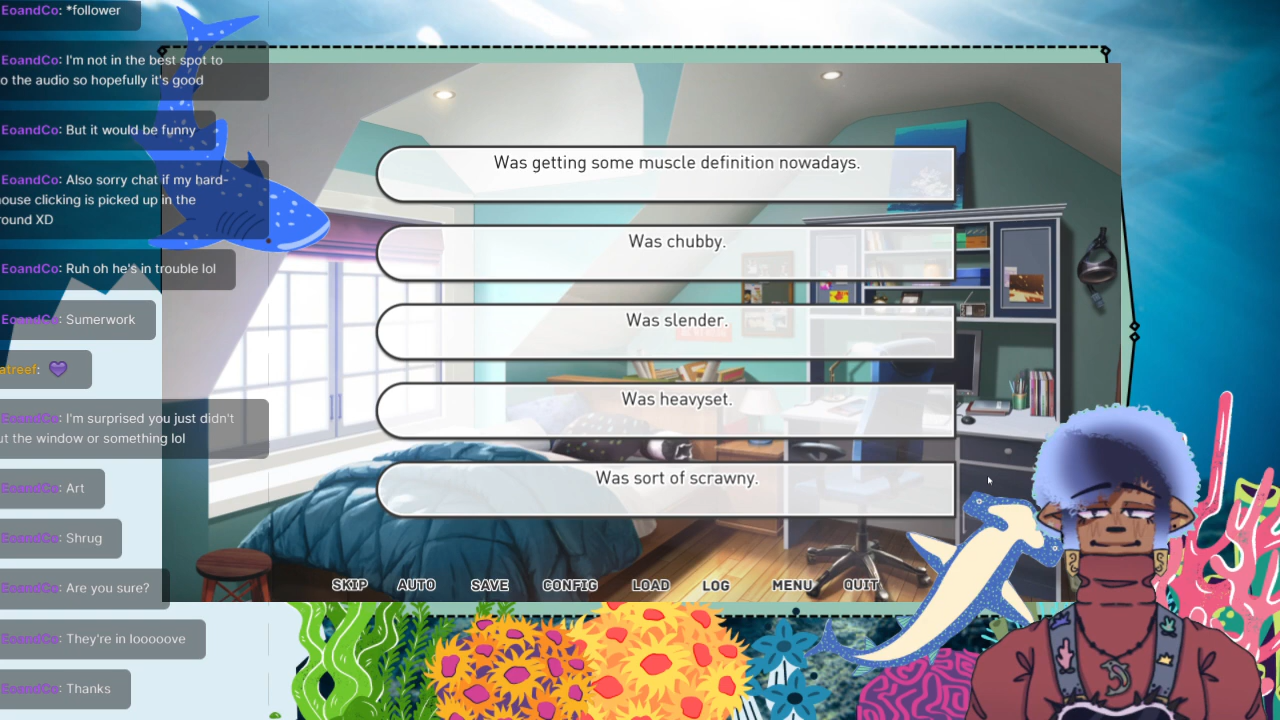 EoandCo: *follower
EoandCo: I'm not in the best spot to
o the audio so hopefully it's good
EoandCo: But it would be funny
EoandCo: Also sorry chat if my hard-
ouse clicking is picked up in the
round XD
EoandCo: Ruh oh he's in trouble lol
EoandCo: Sumerwork
atreef: 💜
EoandCo: I'm surprised you just didn't
ut the window or something lol
EoandCo: Art
EoandCo: Shrug
EoandCo: Are you sure?
EoandCo: They're in looooove
EoandCo: Thanks
Was getting some muscle definition nowadays.
Was chubby.
Was slender.
Was heavyset.
Was sort of scrawny.
SKIP AUTO SAVE CONFIG LOAD LOG MENU QUIT